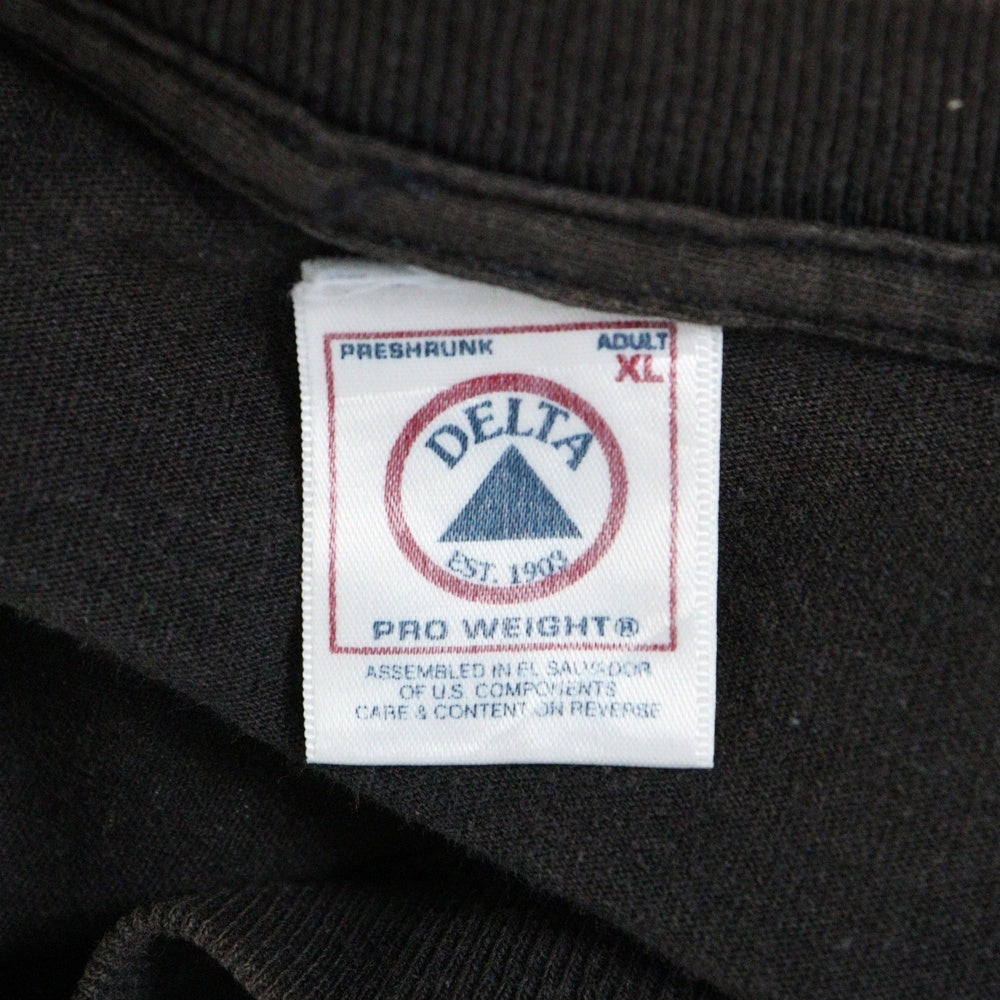 PRESHRUNK
ADULT
XL
DELTA
EST. 1903
PRO WEIGHT®
ASSEMBLED IN EL SALVADOR
OF U.S. COMPONENTS
CARE & CONTENT ON REVERSE